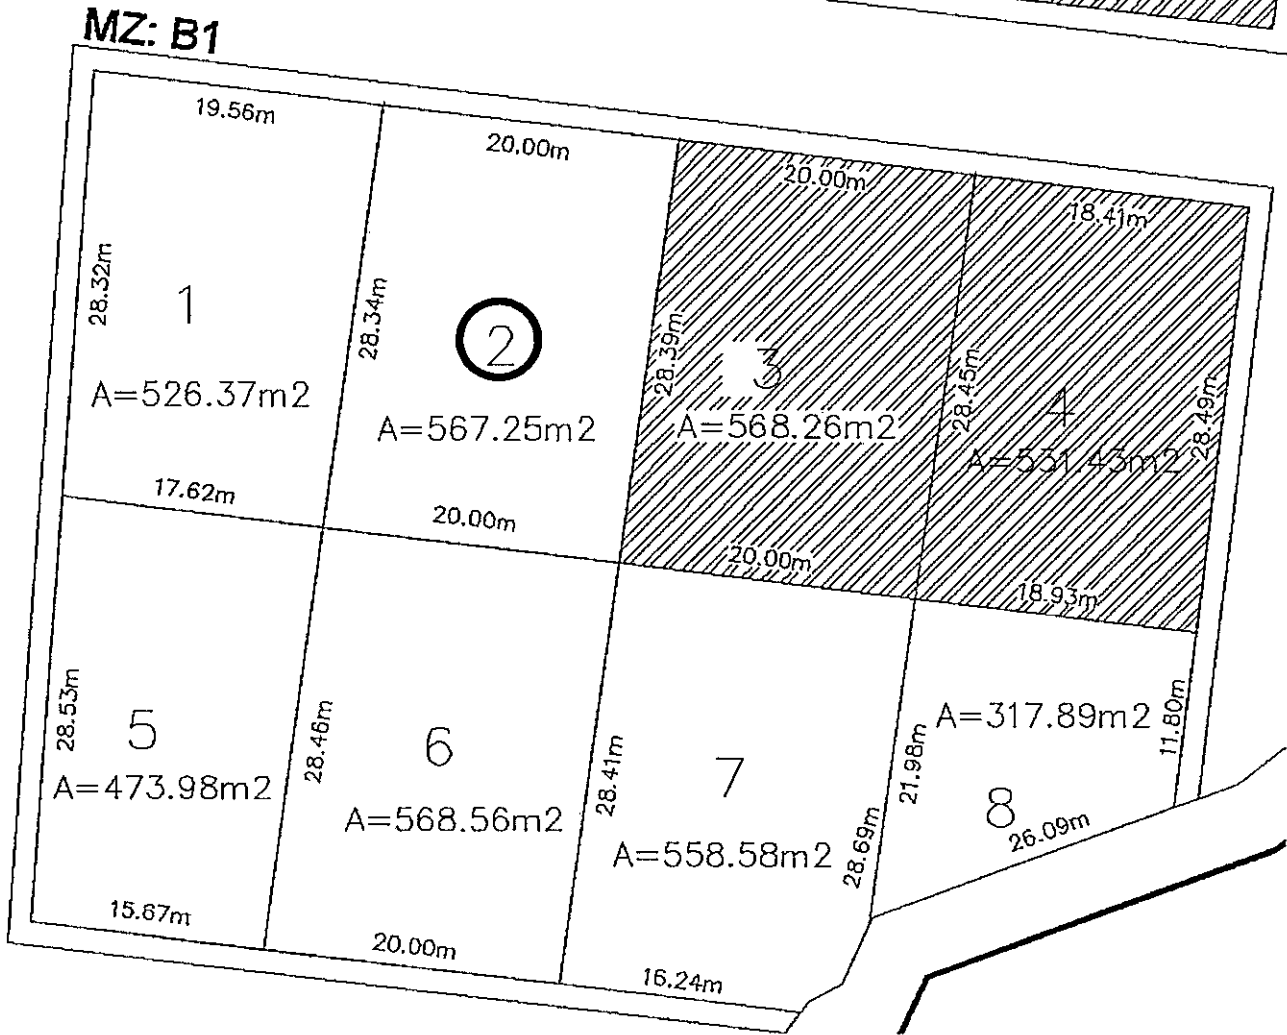 MZ: B1
19.56m
20.00m
20.00m
18.41m
28.32m
1
28.34m
2
28.39m
3
28.45m
4
28.49m
A=526.37m2
A=567.25m2
A=568.26m2
A=531.43m2
17.62m
20.00m
20.00m
18.93m
28.53m
5
28.46m
6
28.41m
7
21.98m
A=317.89m2
11.80m
A=473.98m2
A=568.56m2
A=558.58m2
28.69m
8
26.09m
15.67m
20.00m
16.24m